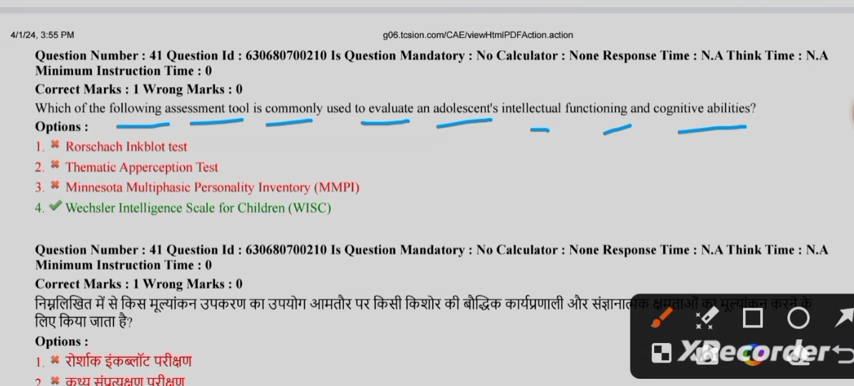 4/1/24, 3:55 PM g06.tcsion.com/CAE/viewHtmlPDFAction.action
Question Number : 41 Question Id : 630680700210 Is Question Mandatory : No Calculator : None Response Time : N.A Think Time : N.A
Minimum Instruction Time : 0
Correct Marks : 1 Wrong Marks : 0
Which of the following assessment tool is commonly used to evaluate an adolescent's intellectual functioning and cognitive abilities?
Options :
1. Rorschach Inkblot test
2. Thematic Apperception Test
3. Minnesota Multiphasic Personality Inventory (MMPI)
4. Wechsler Intelligence Scale for Children (WISC)
Question Number : 41 Question Id : 630680700210 Is Question Mandatory : No Calculator : None Response Time : N.A Think Time : N.A
Minimum Instruction Time : 0
Correct Marks : 1 Wrong Marks : 0
निम्नलिखित में से किस मूल्यांकन उपकरण का उपयोग आमतौर पर किसी किशोर की बौद्धिक कार्यप्रणाली और संज्ञानात्मक क्षमताओं का मूल्यांकन करने के
लिए किया जाता है?
Options :
1. रोर्शाक इंकब्लॉट परीक्षण
XRecorder
2. कथ्य संप्रत्यक्षण परीक्षण